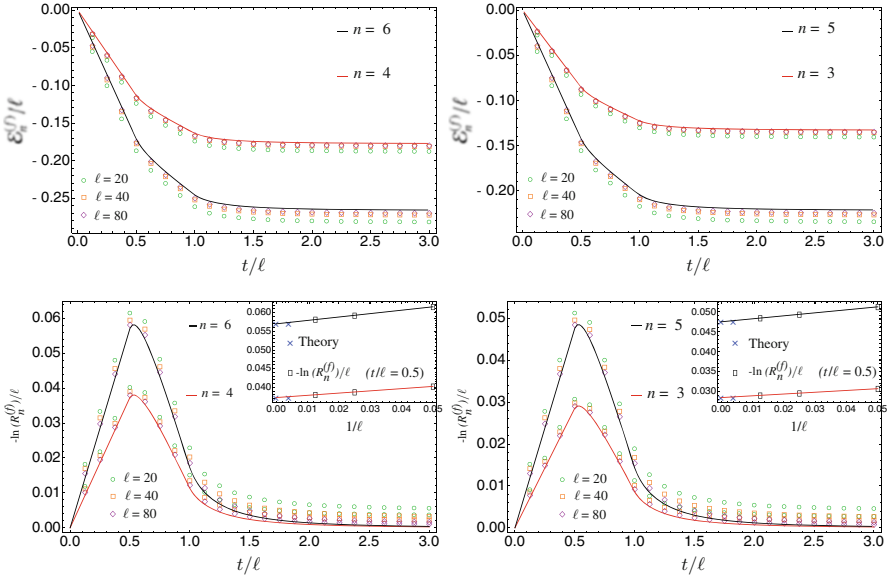 0.00
- 0.05
- 0.10
- 0.15
- 0.20
- 0.25
ℰₙ⁽ᶠ⁾/ℓ
n = 6
n = 4
ℓ = 20
ℓ = 40
ℓ = 80
0.0 0.5 1.0 1.5 2.0 2.5 3.0
t/ℓ
0.00
- 0.05
- 0.10
- 0.15
- 0.20
ℰₙ⁽ᶠ⁾/ℓ
n = 5
n = 3
ℓ = 20
ℓ = 40
ℓ = 80
0.0 0.5 1.0 1.5 2.0 2.5 3.0
t/ℓ
0.06
0.05
0.04
0.03
0.02
0.01
0.00
-ln (Rₙ⁽ᶠ⁾)/ℓ
n = 6
n = 4
0.060
0.055
0.050
0.045
0.040
Theory
-ln (Rₙ⁽ᶠ⁾)/ℓ (t/ℓ = 0.5)
0.00 0.01 0.02 0.03 0.04 0.05
1/ℓ
ℓ = 20
ℓ = 40
ℓ = 80
0.0 0.5 1.0 1.5 2.0 2.5 3.0
t/ℓ
0.05
0.04
0.03
0.02
0.01
0.00
-ln (Rₙ⁽ᶠ⁾)/ℓ
n = 5
n = 3
0.050
0.045
0.040
0.035
0.030
Theory
-ln (Rₙ⁽ᶠ⁾)/ℓ (t/ℓ = 0.5)
0.00 0.01 0.02 0.03 0.04 0.05
1/ℓ
ℓ = 20
ℓ = 40
ℓ = 80
0.0 0.5 1.0 1.5 2.0 2.5 3.0
t/ℓ